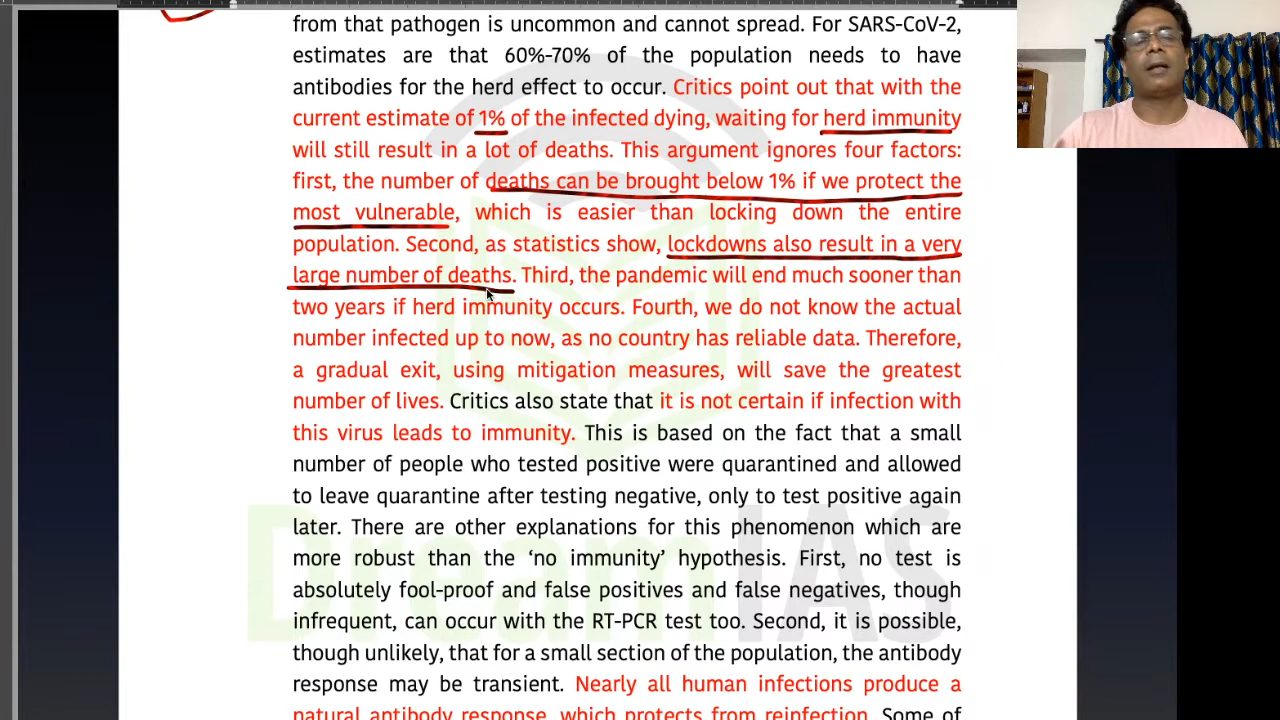 from that pathogen is uncommon and cannot spread. For SARS-CoV-2,
estimates are that 60%-70% of the population needs to have
antibodies for the herd effect to occur. Critics point out that with the
current estimate of 1% of the infected dying, waiting for herd immunity
will still result in a lot of deaths. This argument ignores four factors:
first, the number of deaths can be brought below 1% if we protect the
most vulnerable, which is easier than locking down the entire
population. Second, as statistics show, lockdowns also result in a very
large number of deaths. Third, the pandemic will end much sooner than
two years if herd immunity occurs. Fourth, we do not know the actual
number infected up to now, as no country has reliable data. Therefore,
a gradual exit, using mitigation measures, will save the greatest
number of lives. Critics also state that it is not certain if infection with
this virus leads to immunity. This is based on the fact that a small
number of people who tested positive were quarantined and allowed
to leave quarantine after testing negative, only to test positive again
later. There are other explanations for this phenomenon which are
more robust than the ‘no immunity’ hypothesis. First, no test is
absolutely fool-proof and false positives and false negatives, though
infrequent, can occur with the RT-PCR test too. Second, it is possible,
though unlikely, that for a small section of the population, the antibody
response may be transient. Nearly all human infections produce a
natural antibody response, which protects from reinfection. Some of
DreamIAS